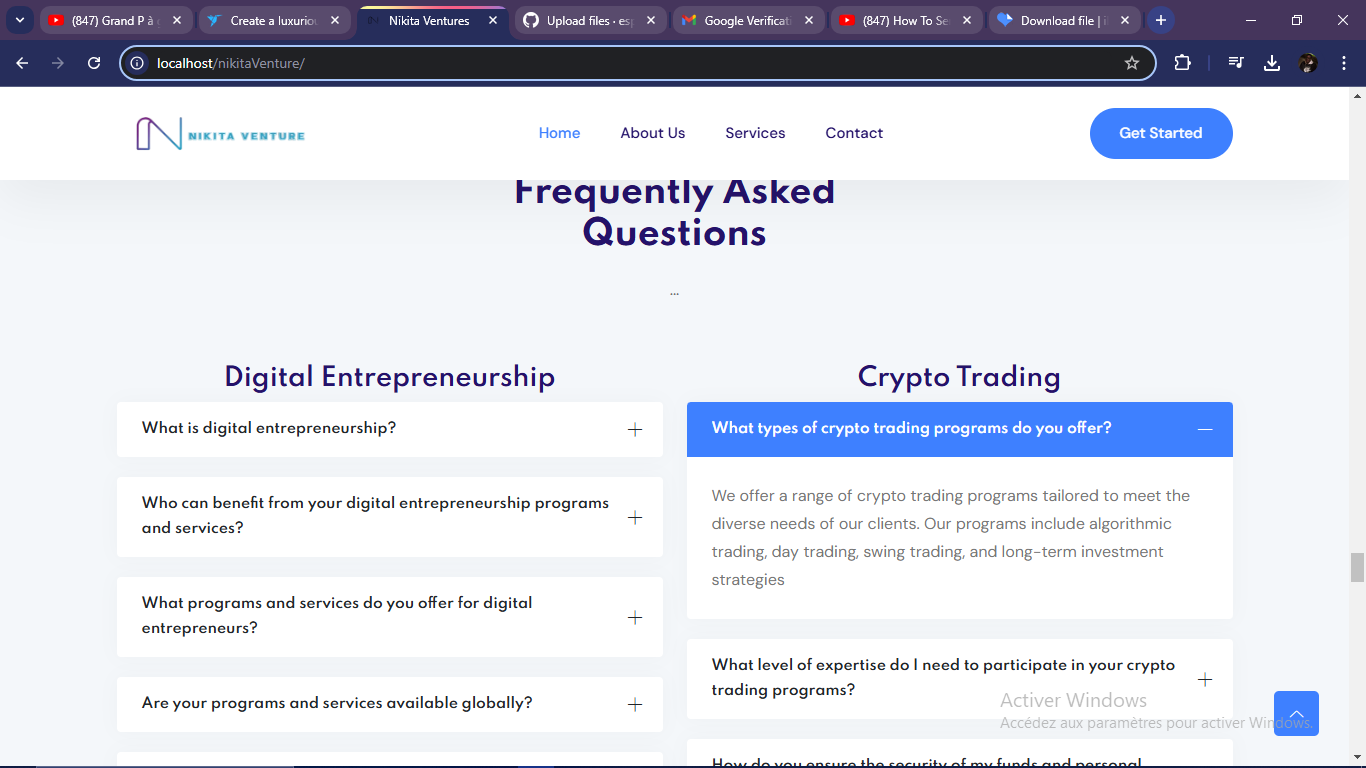 (847) Grand P à
Create a luxurio
Nikita Ventures
Upload files · esp
Google Verificati
(847) How To Se
Download file | i
localhost/nikitaVenture/
NIKITA VENTURE
Home
About Us
Services
Contact
Get Started
Frequently Asked
Questions
...
Digital Entrepreneurship
What is digital entrepreneurship?
Who can benefit from your digital entrepreneurship programs
and services?
What programs and services do you offer for digital
entrepreneurs?
Are your programs and services available globally?
Crypto Trading
What types of crypto trading programs do you offer?
We offer a range of crypto trading programs tailored to meet the
diverse needs of our clients. Our programs include algorithmic
trading, day trading, swing trading, and long-term investment
strategies
What level of expertise do I need to participate in your crypto
trading programs?
How do you ensure the security of my funds and personal
Activer Windows
Accédez aux paramètres pour activer Windows.